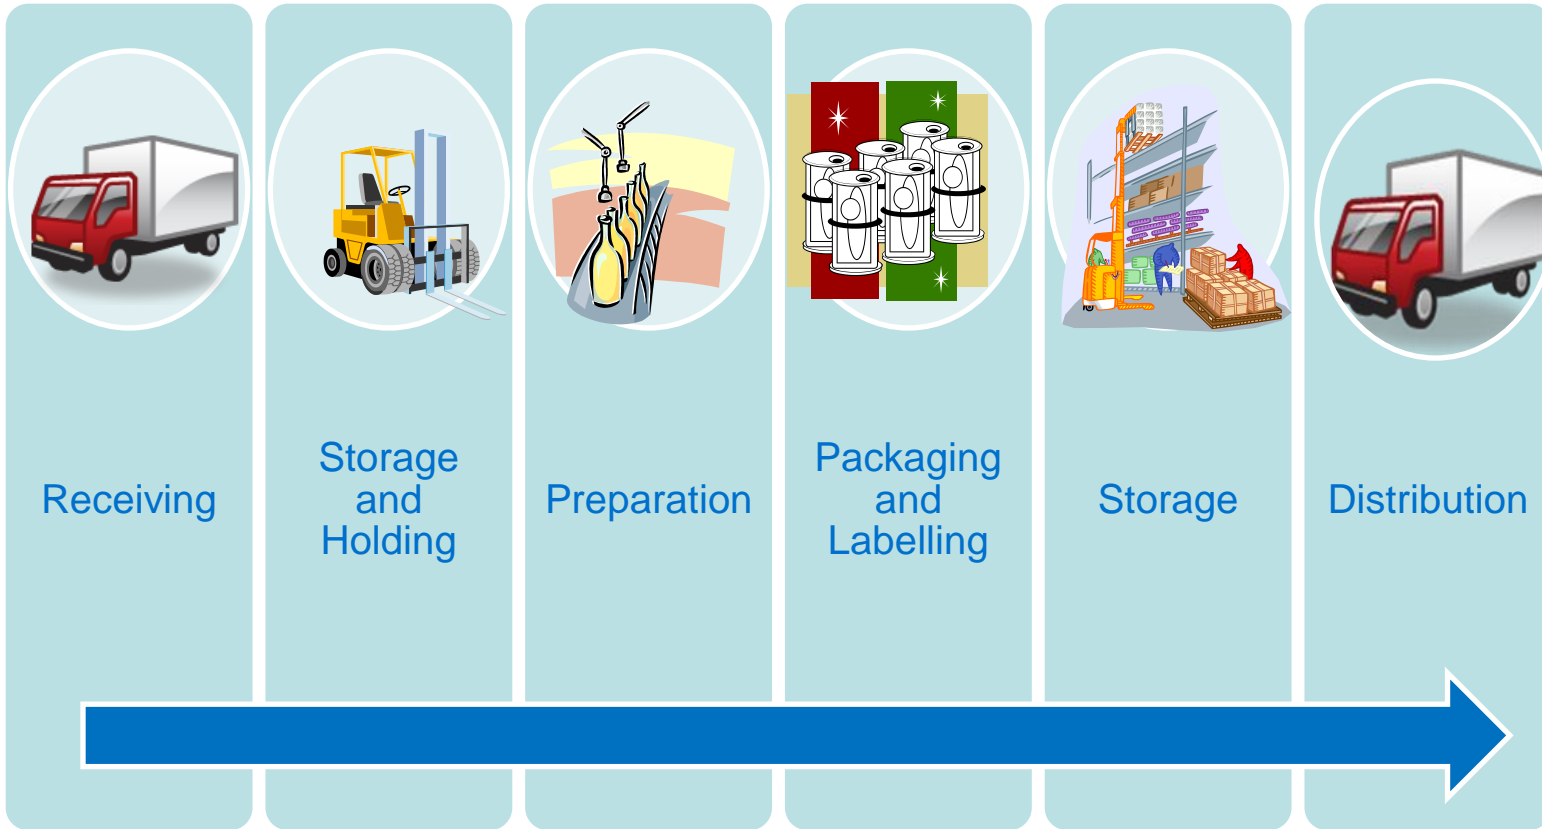 Receiving
Storage
and
Holding
Preparation
Packaging
and
Labelling
Storage
Distribution